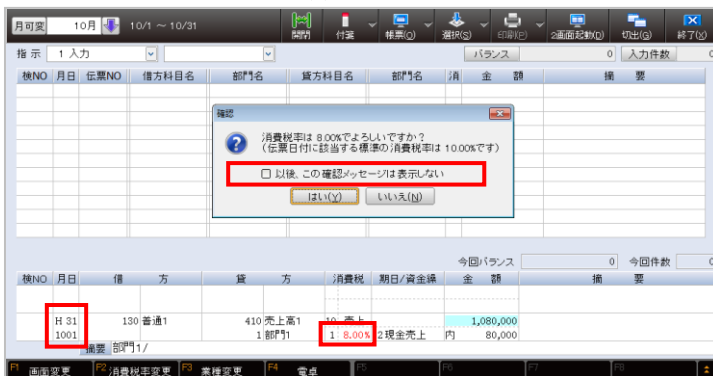 月可変 10月 10/1 ～ 10/31
開閉 付箋 帳票(O) 選択(S) 印刷(P) 2画面起動(D) 切出(G) 終了(X)
指示 1 入力 バランス 0 入力件数 0
検NO 月日 伝票NO 借方科目名 部門名 貸方科目名 部門名 消 金 額 摘 要
確認
消費税率は 8.00%でよろしいですか？
（伝票日付に該当する標準の消費税率は 10.00%です）
以後、この確認メッセージは表示しない
はい(Y) いいえ(N)
今回バランス 0 今回件数 0
検NO 月日 借 方 貸 方 消費税 期日/資金繰 金 額 摘 要
H 31 130 普通1 410 売上高1 10 売上 1,080,000
1001 1 部門1 1 8.00% 2 現金売上 内 80,000
摘要 部門1/
F1 画面変更 F2 消費税率変更 F3 業種変更 F4 電卓 F5 F6 F7 F8